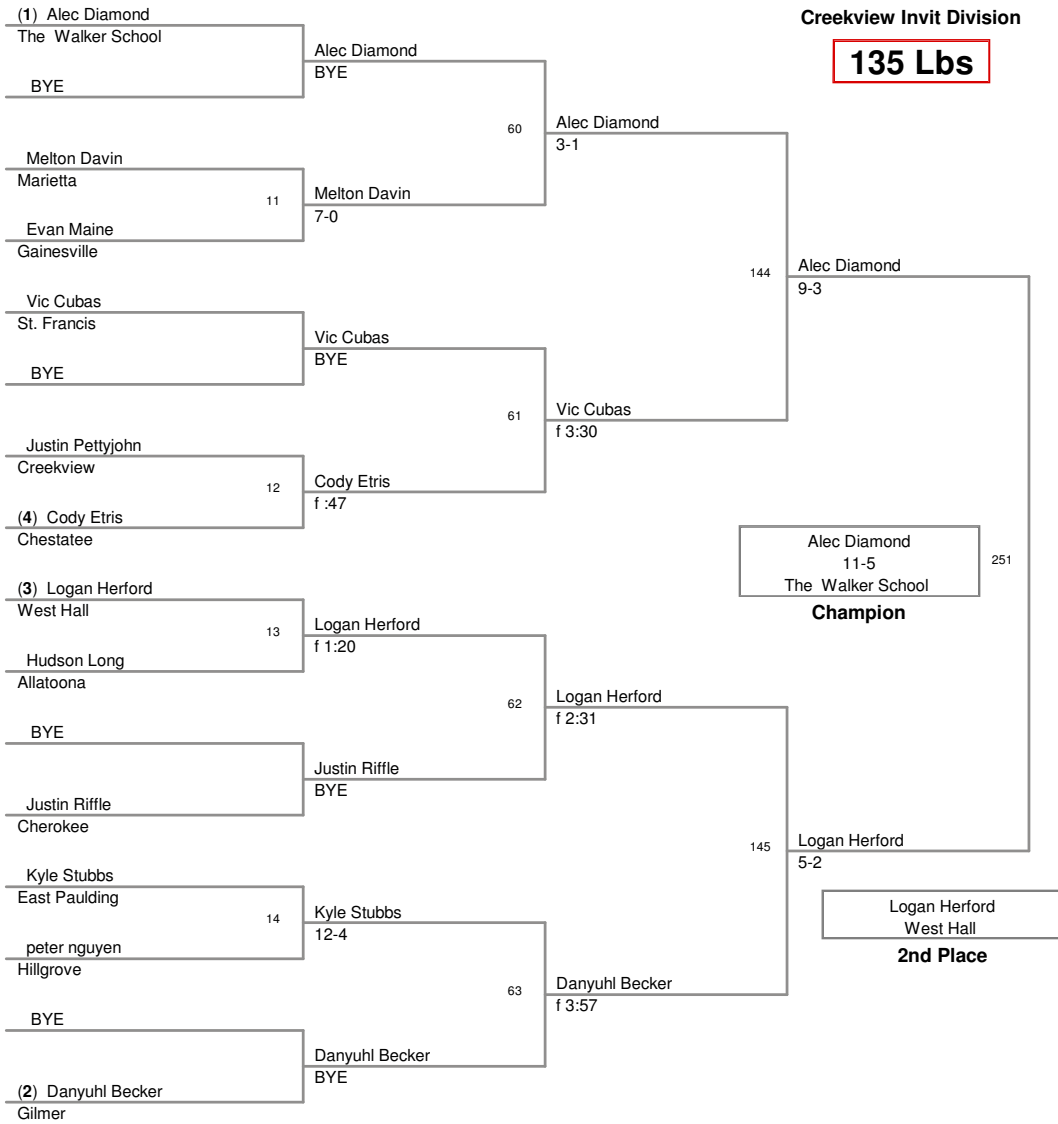 Creekview Invit Division
135 Lbs
(1) Alec Diamond
The Walker School
BYE
Melton Davin
Marietta
11
Evan Maine
Gainesville
Vic Cubas
St. Francis
BYE
Justin Pettyjohn
Creekview
12
(4) Cody Etris
Chestatee
(3) Logan Herford
West Hall
13
Hudson Long
Allatoona
BYE
Justin Riffle
Cherokee
Kyle Stubbs
East Paulding
14
peter nguyen
Hillgrove
BYE
(2) Danyuhl Becker
Gilmer
Alec Diamond
BYE
60
Melton Davin
7-0
Vic Cubas
BYE
61
Cody Etris
f :47
Logan Herford
f 1:20
62
Justin Riffle
BYE
Kyle Stubbs
12-4
63
Danyuhl Becker
BYE
Alec Diamond
3-1
144
Vic Cubas
f 3:30
Logan Herford
f 2:31
145
Danyuhl Becker
f 3:57
Alec Diamond
9-3
251
Logan Herford
5-2
Alec Diamond
11-5
The Walker School
Champion
Logan Herford
West Hall
2nd Place